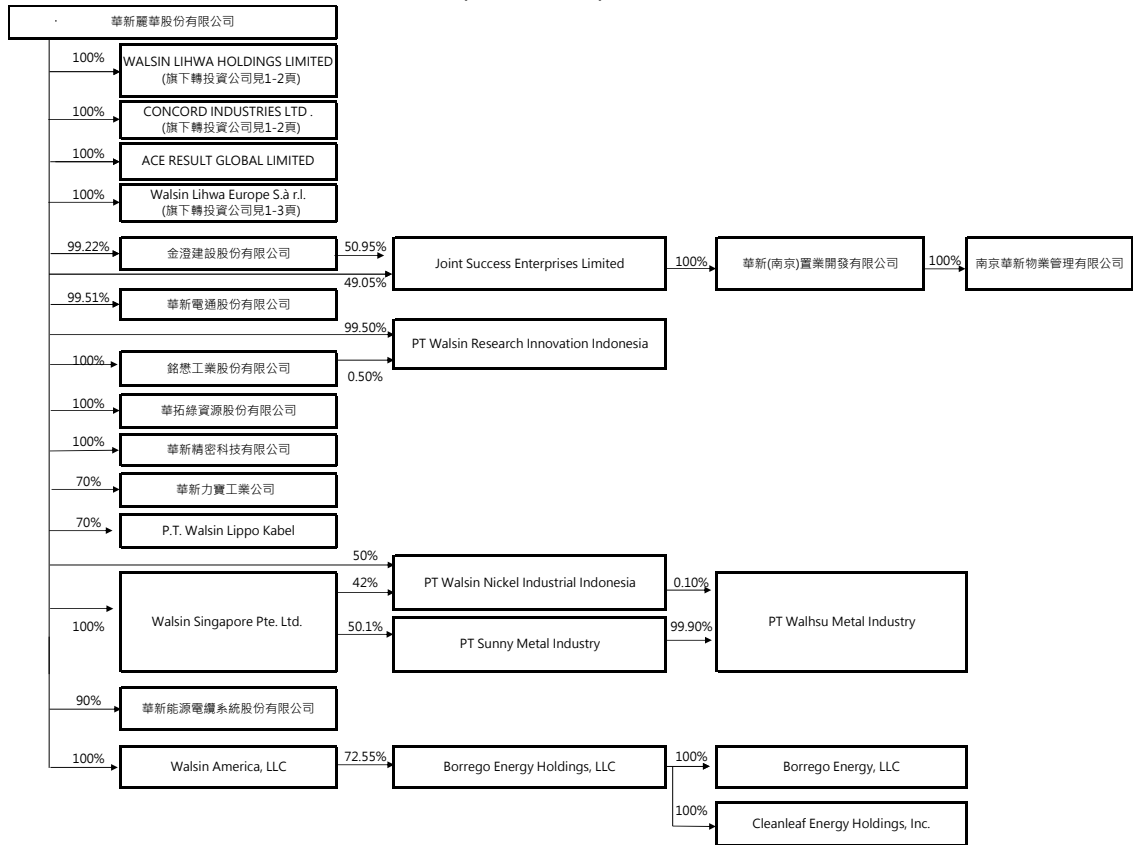 華新麗華股份有限公司
100%
WALSIN LIHWA HOLDINGS LIMITED
(旗下轉投資公司見1-2頁)
100%
CONCORD INDUSTRIES LTD .
(旗下轉投資公司見1-2頁)
100%
ACE RESULT GLOBAL LIMITED
100%
Walsin Lihwa Europe S.à r.l.
(旗下轉投資公司見1-3頁)
99.22%
金澄建設股份有限公司
50.95%
49.05%
Joint Success Enterprises Limited
100%
華新(南京)置業開發有限公司
100%
南京華新物業管理有限公司
99.51%
華新電通股份有限公司
99.50%
PT Walsin Research Innovation Indonesia
100%
銘懋工業股份有限公司
0.50%
100%
華拓綠資源股份有限公司
100%
華新精密科技有限公司
70%
華新力寶工業公司
70%
P.T. Walsin Lippo Kabel
50%
PT Walsin Nickel Industrial Indonesia
0.10%
42%
100%
Walsin Singapore Pte. Ltd.
50.1%
PT Sunny Metal Industry
99.90%
PT Walhsu Metal Industry
90%
華新能源電纜系統股份有限公司
100%
Walsin America, LLC
72.55%
Borrego Energy Holdings, LLC
100%
Borrego Energy, LLC
100%
Cleanleaf Energy Holdings, Inc.